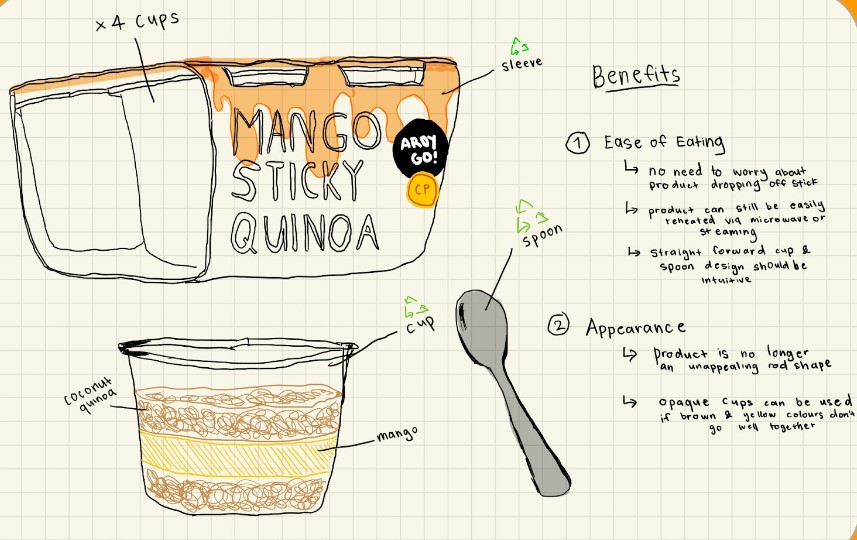 x 4 cups
sleeve
MANGO
STICKY
QUINOA
AROY
GO!
CP
spoon
cup
coconut
quinoa
mango
Benefits
1 Ease of Eating
↳ no need to worry about
product dropping off stick
↳ product can still be easily
reheated via microwave or
steaming
↳ straight forward cup &
spoon design should be
intuitive
2 Appearance
↳ product is no longer
an unappealing rod shape
↳ opaque cups can be used
if brown & yellow colours don't
go well together